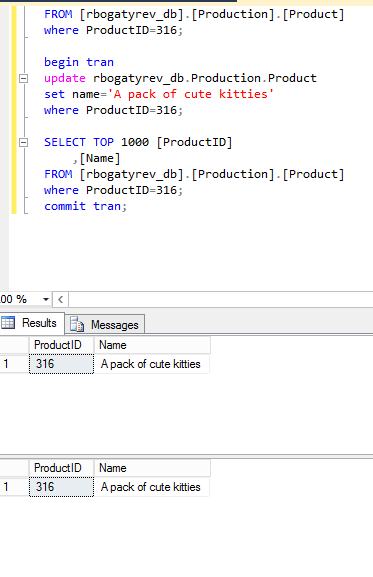 FROM [rbogatyrev_db].[Production].[Product]
where ProductID=316;
begin tran
update rbogatyrev_db.Production.Product
set name='A pack of cute kitties'
where ProductID=316;
SELECT TOP 1000 [ProductID]
,[Name]
FROM [rbogatyrev_db].[Production].[Product]
where ProductID=316;
commit tran;
00 %
Results Messages
ProductID Name
1 316 A pack of cute kitties
ProductID Name
1 316 A pack of cute kitties